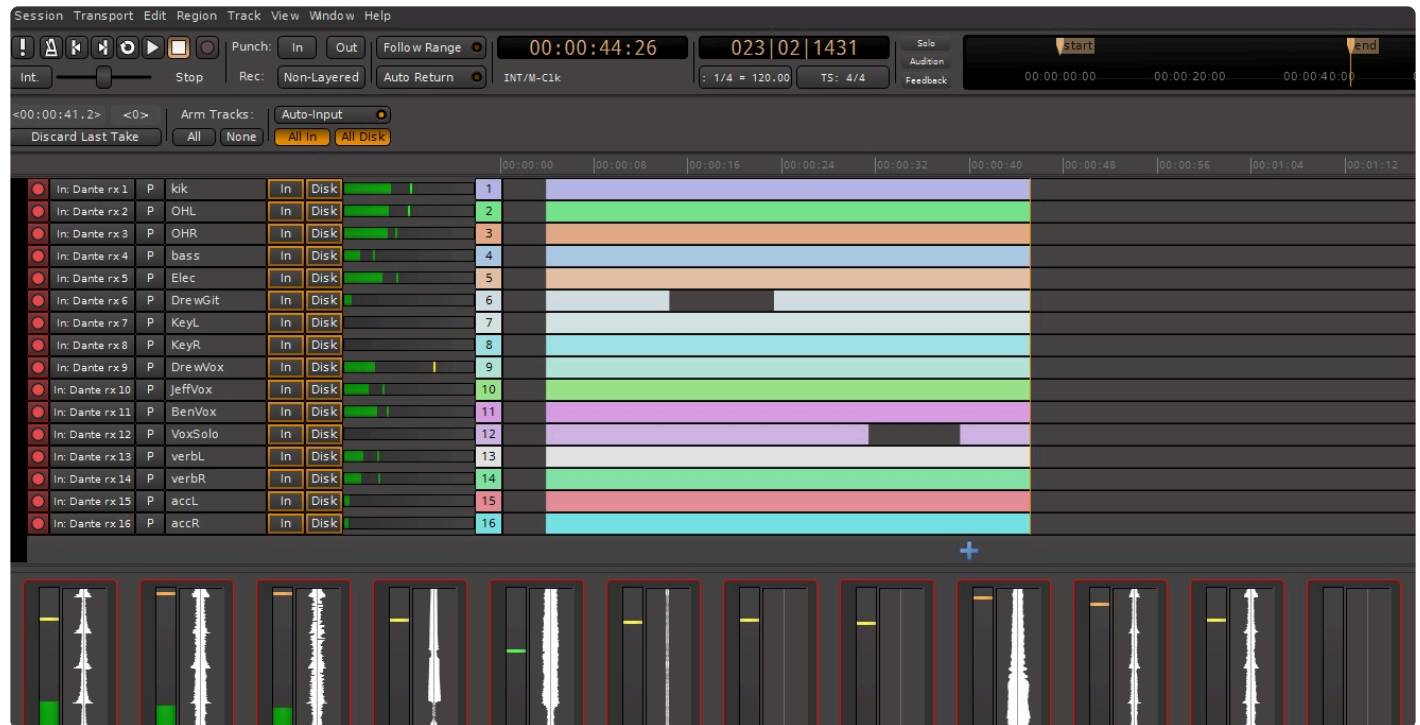 Session Transport Edit Region Track View Window Help
Punch: In Out Follow Range 00:00:44:26 023|02|1431 Solo start end
Audition
Int. Stop Rec: Non-Layered Auto Return INT/M-C1k : 1/4 = 120.00 TS: 4/4 Feedback 00:00:00:00 00:00:20:00 00:00:40:00
<00:00:41.2> <0> Arm Tracks: Auto-Input
Discard Last Take All None All In All Disk
00:00:00 00:00:08 00:00:16 00:00:24 00:00:32 00:00:40 00:00:48 00:00:56 00:01:04 00:01:12
In: Dante rx 1 P kik In Disk 1
In: Dante rx 2 P OHL In Disk 2
In: Dante rx 3 P OHR In Disk 3
In: Dante rx 4 P bass In Disk 4
In: Dante rx 5 P Elec In Disk 5
In: Dante rx 6 P DrewGit In Disk 6
In: Dante rx 7 P KeyL In Disk 7
In: Dante rx 8 P KeyR In Disk 8
In: Dante rx 9 P DrewVox In Disk 9
In: Dante rx 10 P JeffVox In Disk 10
In: Dante rx 11 P BenVox In Disk 11
In: Dante rx 12 P VoxSolo In Disk 12
In: Dante rx 13 P verbL In Disk 13
In: Dante rx 14 P verbR In Disk 14
In: Dante rx 15 P accL In Disk 15
In: Dante rx 16 P accR In Disk 16